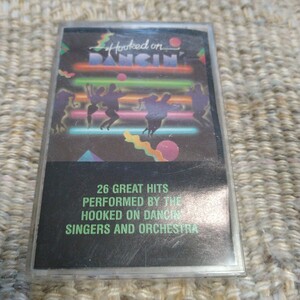 Hooked on
DANCIN'
26 GREAT HITS
PERFORMED BY THE
HOOKED ON DANCIN'
SINGERS AND ORCHESTRA